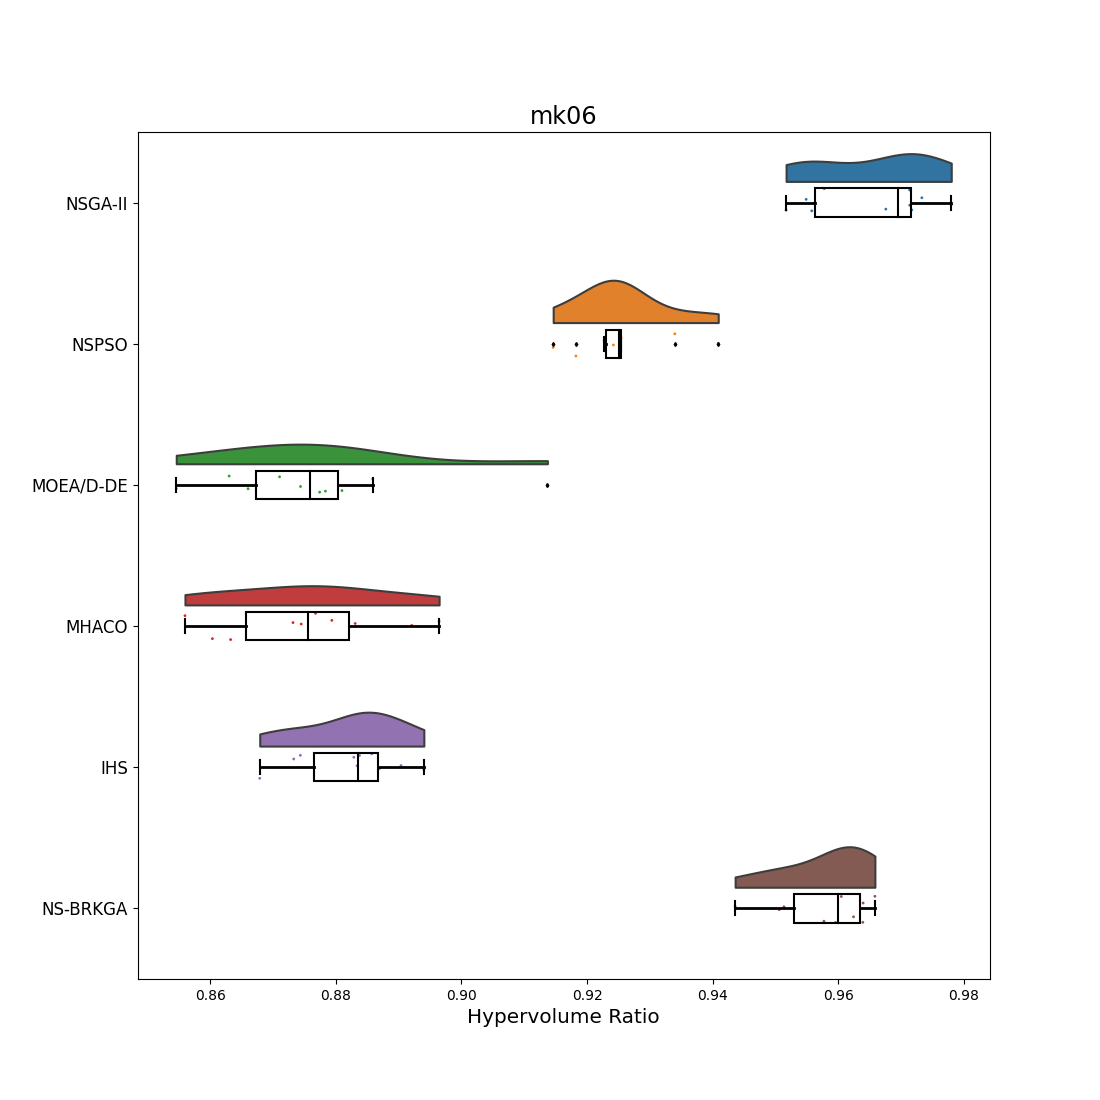 mk06
NSGA-II
NSPSO
MOEA/D-DE
MHACO
IHS
NS-BRKGA
0.86 0.88 0.90 0.92 0.94 0.96 0.98
Hypervolume Ratio